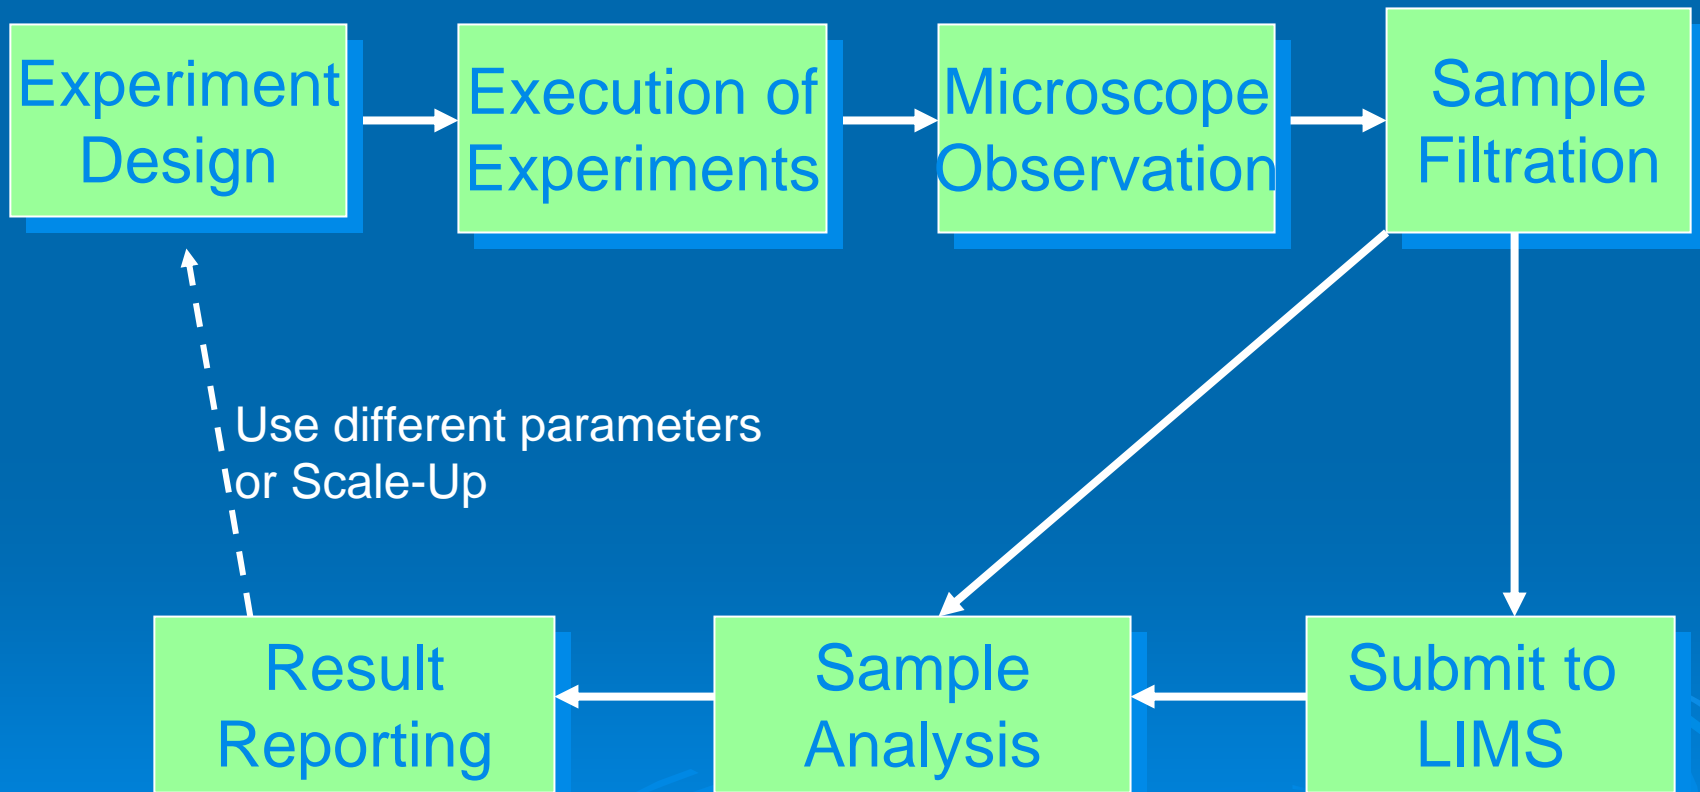 Experiment
Design
Execution of
Experiments
Microscope
Observation
Sample
Filtration
Use different parameters
or Scale-Up
Result
Reporting
Sample
Analysis
Submit to
LIMS